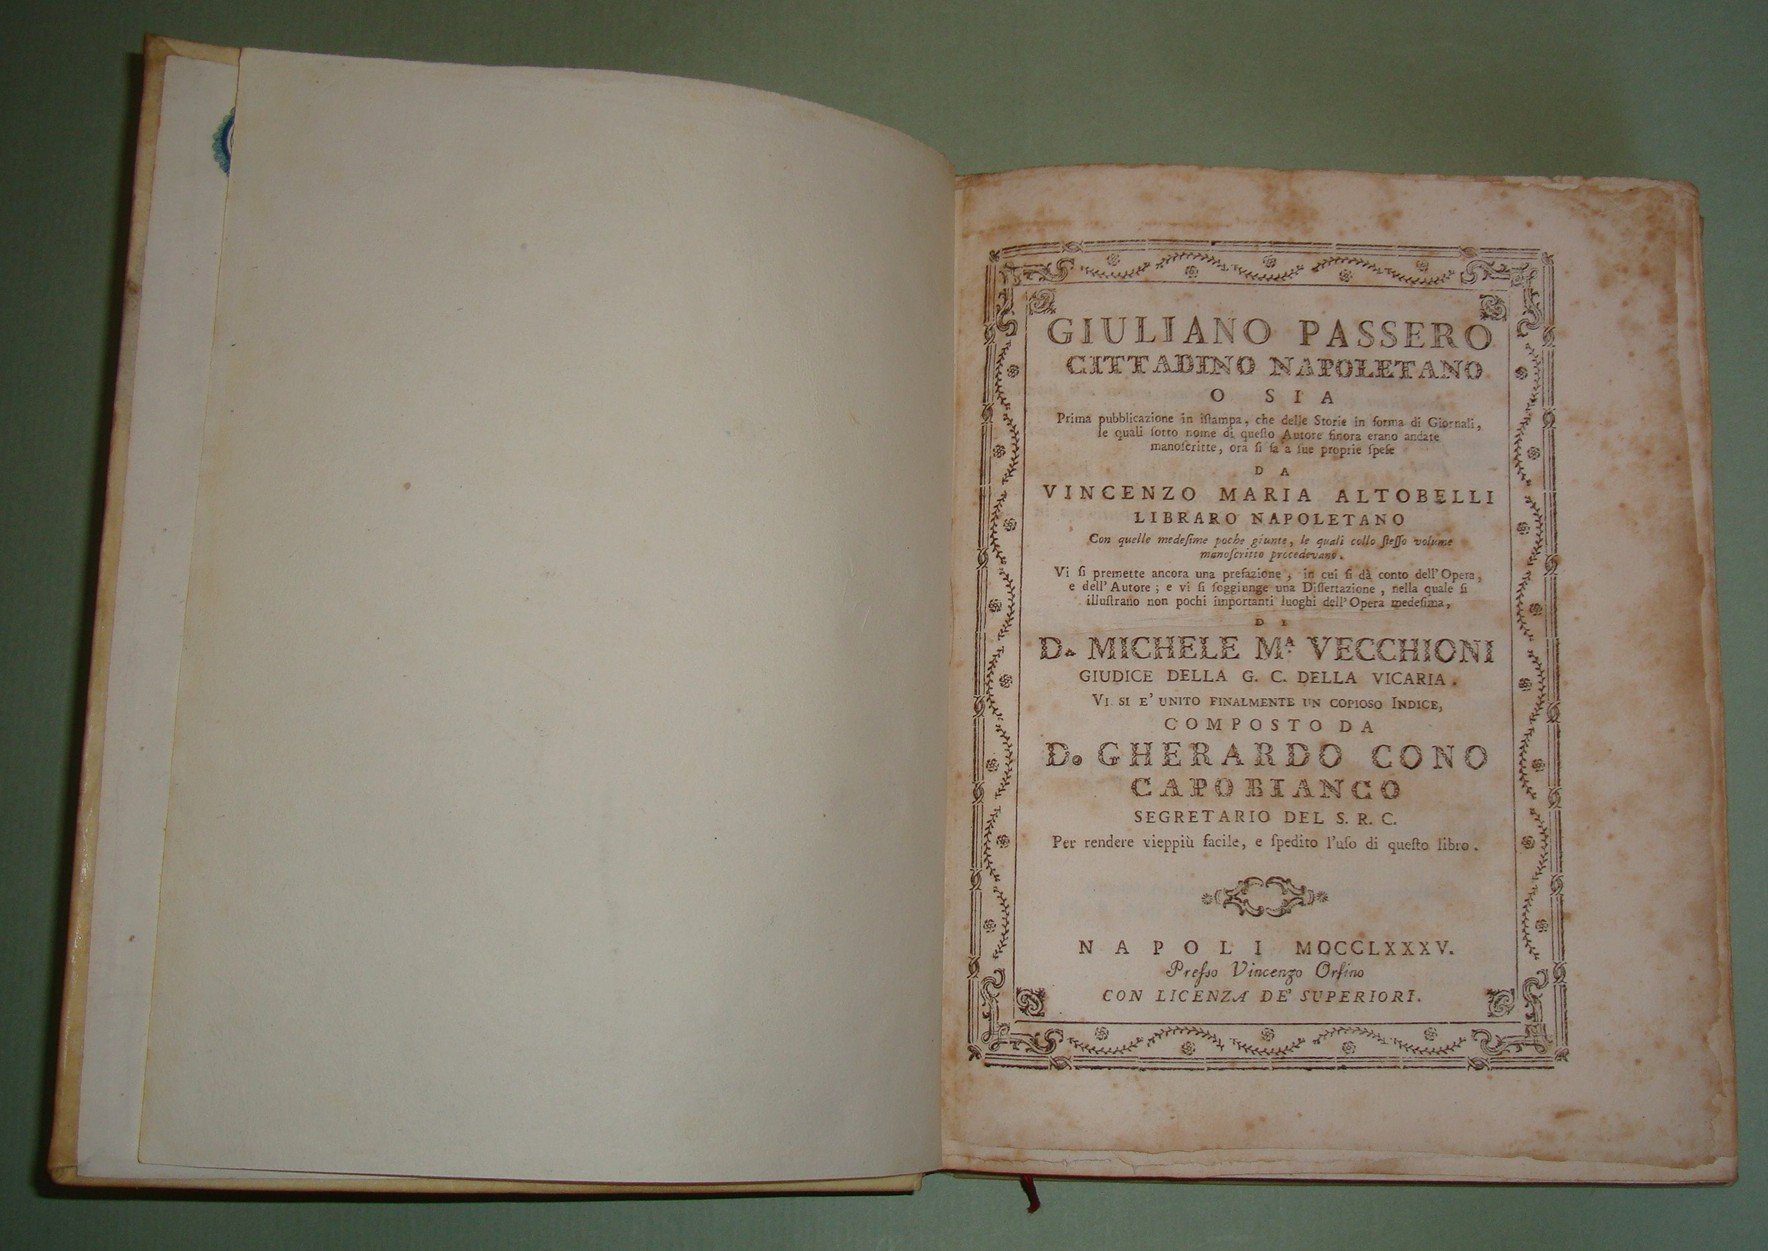 GIULIANO PASSERO
CITTADINO NAPOLETANO
O SIA
Prima pubblicazione in istampa, che delle Storie in forma di Giornali,
le quali sotto nome di questo Autore finora erano andate
manoscritte, ora si fa a sue proprie spese
DA
VINCENZO MARIA ALTOBELLI
LIBRARO NAPOLETANO
Con quelle medesime poche giunte, le quali collo stesso volume
manoscritto procedevano.
Vi si premette ancora una prefazione, in cui si dà conto dell' Opera,
e dell' Autore; e vi si soggiunge una Dissertazione, nella quale si
illustrano non pochi importanti luoghi dell' Opera medesima,
DI
D. MICHELE M.A VECCHIONI
GIUDICE DELLA G. C. DELLA VICARIA.
VI SI E' UNITO FINALMENTE UN COPIOSO INDICE,
COMPOSTO DA
D. GHERARDO CONO
CAPOBIANCO
SEGRETARIO DEL S. R. C.
Per rendere vieppiù facile, e spedito l'uso di questo libro.
NAPOLI MDCCLXXXV.
Presso Vincenzo Orsino
CON LICENZA DE' SUPERIORI.